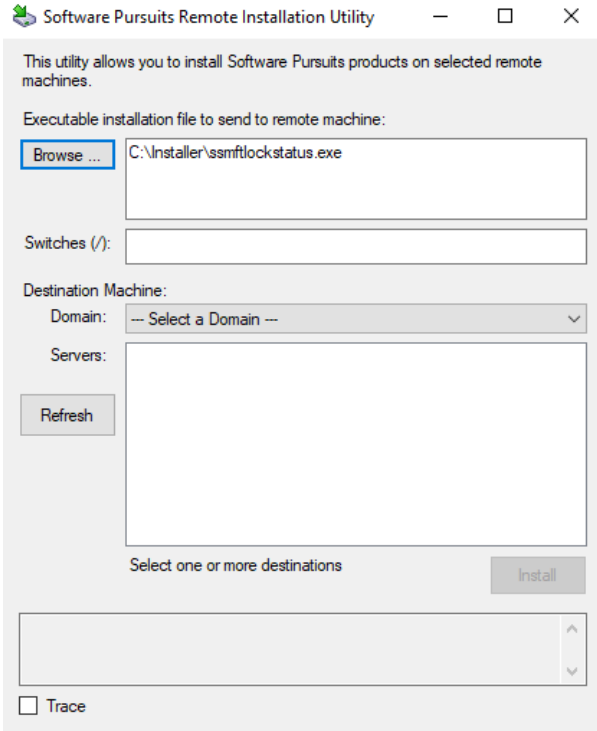 Software Pursuits Remote Installation Utility
This utility allows you to install Software Pursuits products on selected remote
machines.
Executable installation file to send to remote machine:
Browse ...
C:\Installer\ssmftlockstatus.exe
Switches (/):
Destination Machine:
Domain:
--- Select a Domain ---
Servers:
Refresh
Select one or more destinations
Install
Trace